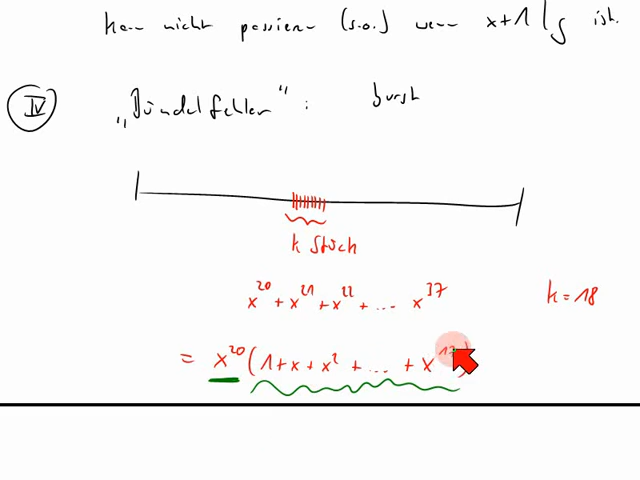 kann nicht passieren (s.o.) wenn x+1 | g ist.
IV „Bündelfehler“: burst
k Stück
x^20 + x^21 + x^22 + ... x^37 k=18
= x^20 (1+x+x^2 + ... + x^17)